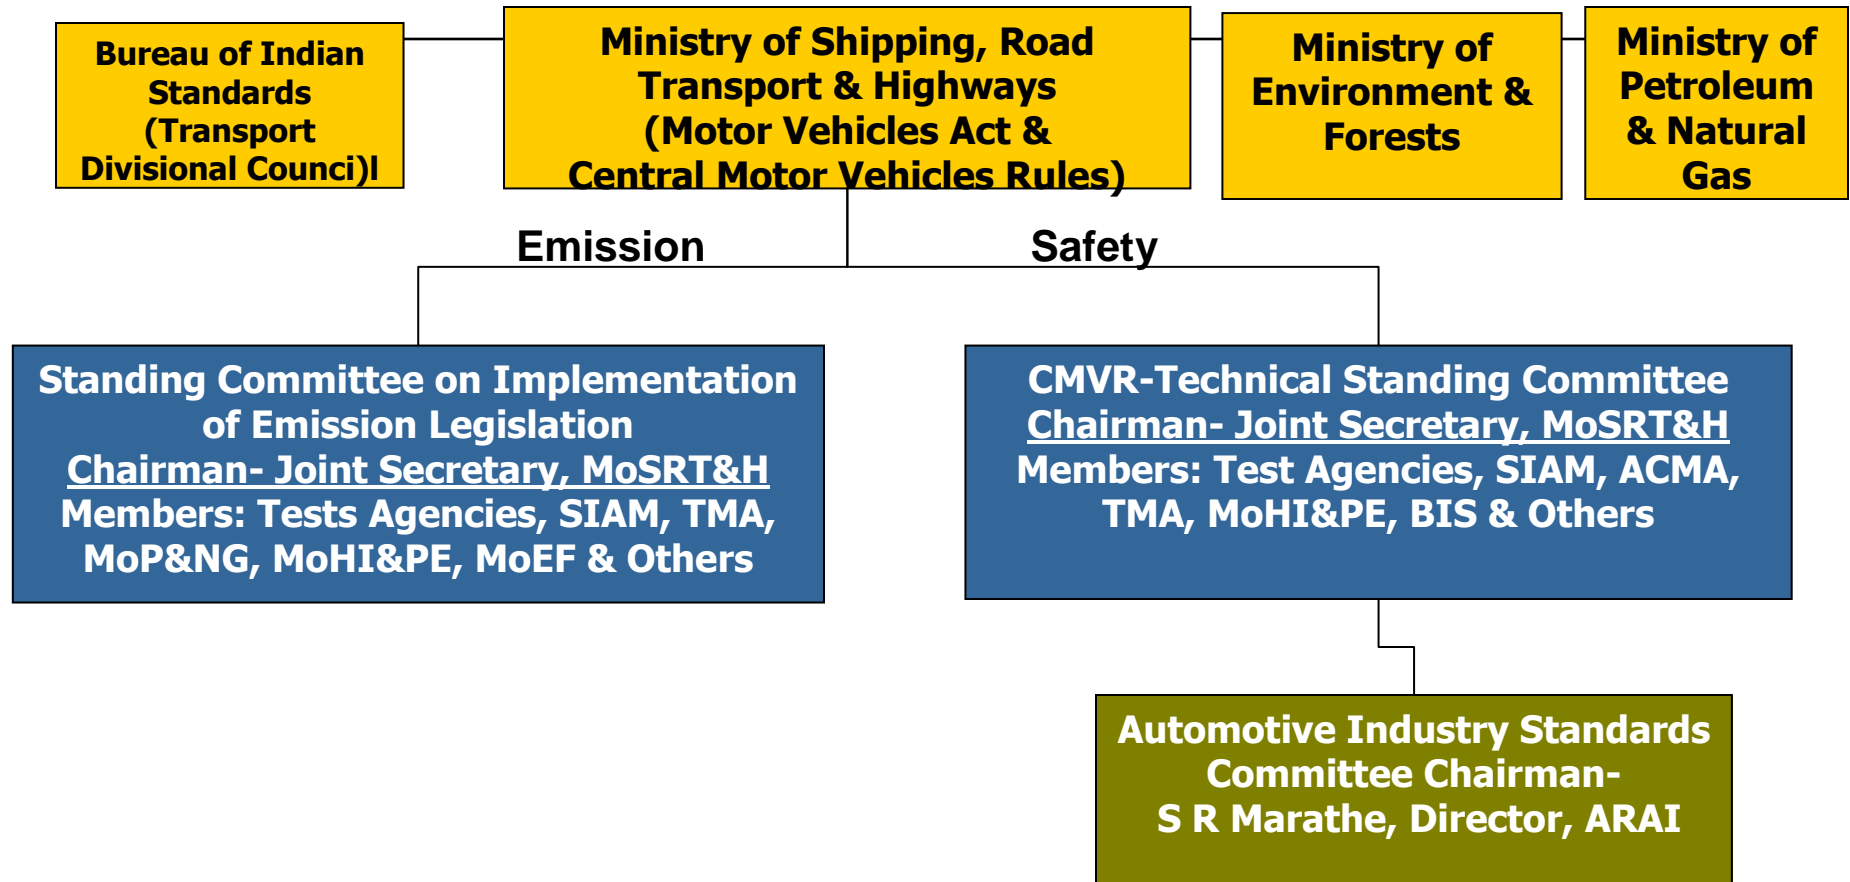 Bureau of Indian
Standards
(Transport
Divisional Counci)l
Ministry of Shipping, Road
Transport & Highways
(Motor Vehicles Act &
Central Motor Vehicles Rules)
Ministry of
Environment &
Forests
Ministry of
Petroleum
& Natural
Gas
Emission
Safety
Standing Committee on Implementation
of Emission Legislation
Chairman- Joint Secretary, MoSRT&H
Members: Tests Agencies, SIAM, TMA,
MoP&NG, MoHI&PE, MoEF & Others
CMVR-Technical Standing Committee
Chairman- Joint Secretary, MoSRT&H
Members: Test Agencies, SIAM, ACMA,
TMA, MoHI&PE, BIS & Others
Automotive Industry Standards
Committee Chairman-
S R Marathe, Director, ARAI